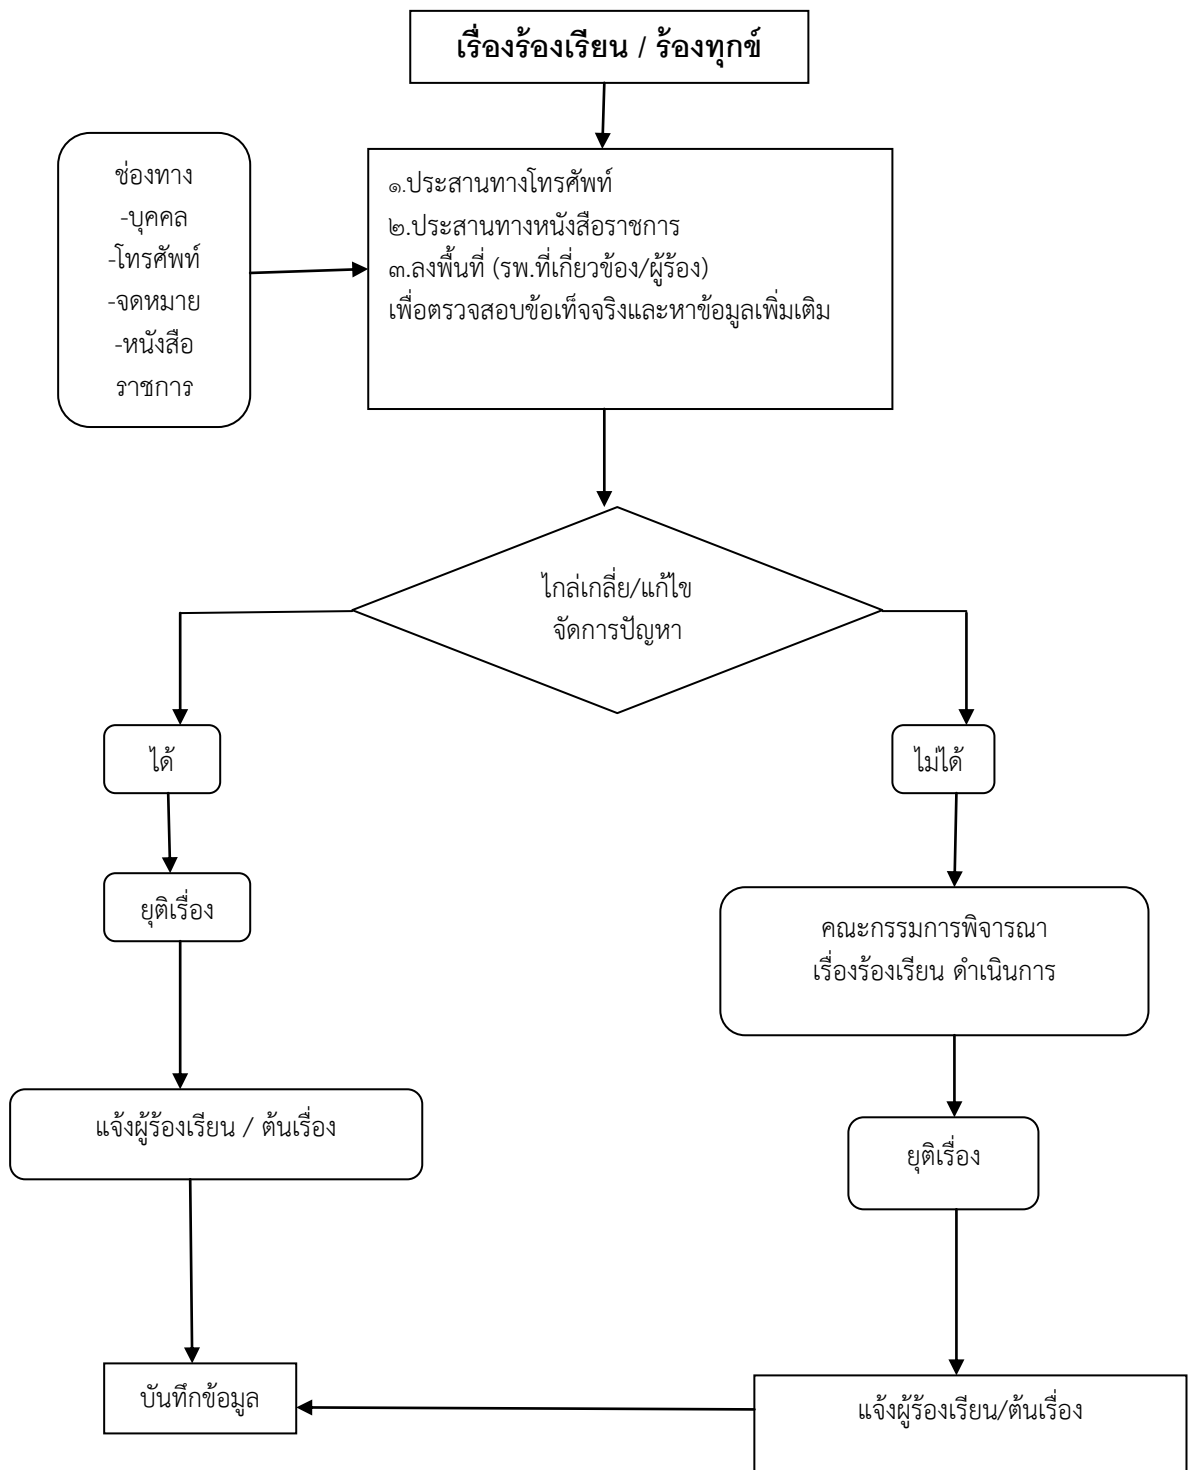 เรื่องร้องเรียน / ร้องทุกข์
ช่องทาง
-บุคคล
-โทรศัพท์
-จดหมาย
-หนังสือ
ราชการ
๑.ประสานทางโทรศัพท์
๒.ประสานทางหนังสือราชการ
๓.ลงพื้นที่ (รพ.ที่เกี่ยวข้อง/ผู้ร้อง)
เพื่อตรวจสอบข้อเท็จจริงและหาข้อมูลเพิ่มเติม
ไกล่เกลี่ย/แก้ไข
จัดการปัญหา
ได้
ไม่ได้
ยุติเรื่อง
คณะกรรมการพิจารณา
เรื่องร้องเรียน ดำเนินการ
แจ้งผู้ร้องเรียน / ต้นเรื่อง
ยุติเรื่อง
บันทึกข้อมูล
แจ้งผู้ร้องเรียน/ต้นเรื่อง